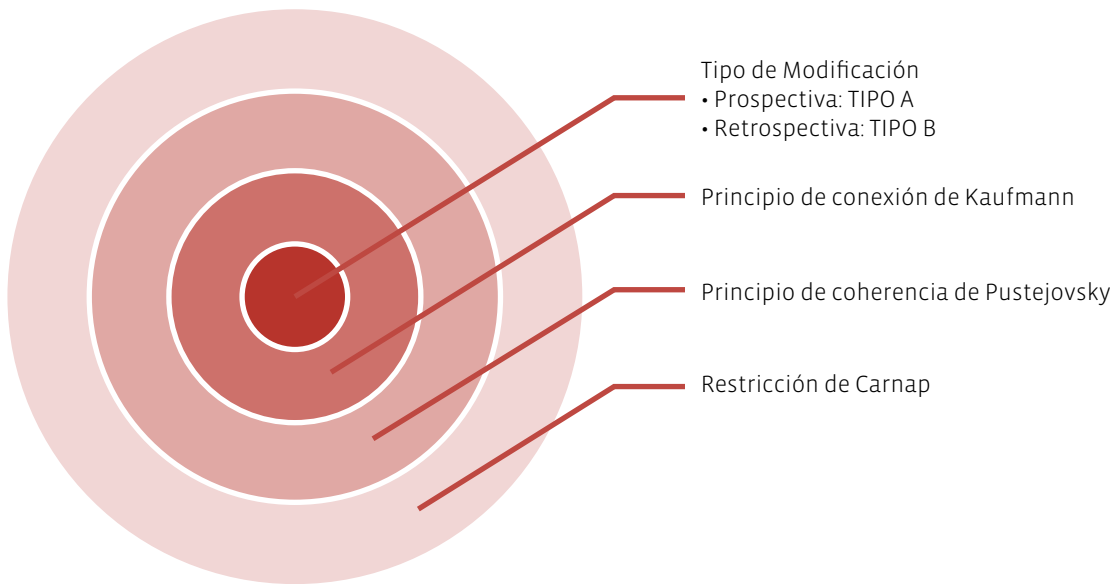 Tipo de Modificación
• Prospectiva: TIPO A
• Retrospectiva: TIPO B
Principio de conexión de Kaufmann
Principio de coherencia de Pustejovsky
Restricción de Carnap